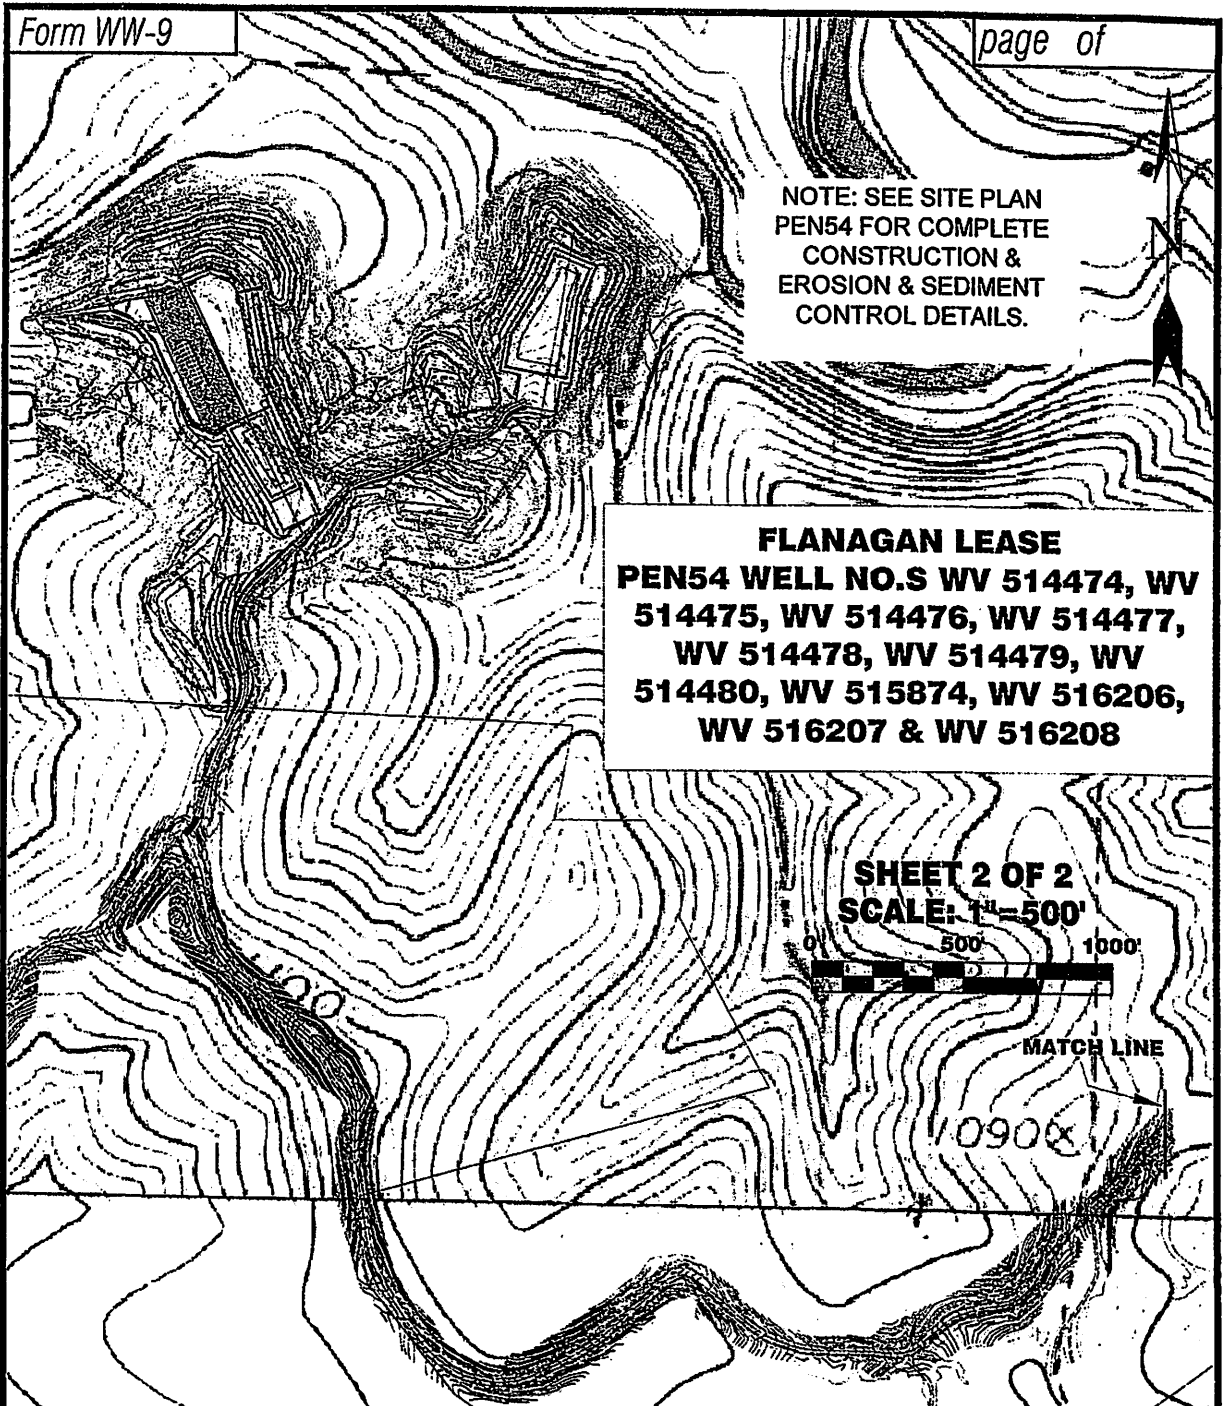 Form WW-9
page of
NOTE: SEE SITE PLAN
PEN54 FOR COMPLETE
CONSTRUCTION &
EROSION & SEDIMENT
CONTROL DETAILS.
N
FLANAGAN LEASE
PEN54 WELL NO.S WV 514474, WV
514475, WV 514476, WV 514477,
WV 514478, WV 514479, WV
514480, WV 515874, WV 516206,
WV 516207 & WV 516208
SHEET 2 OF 2
SCALE: 1"=500'
0' 500' 1000'
MATCH LINE
1090